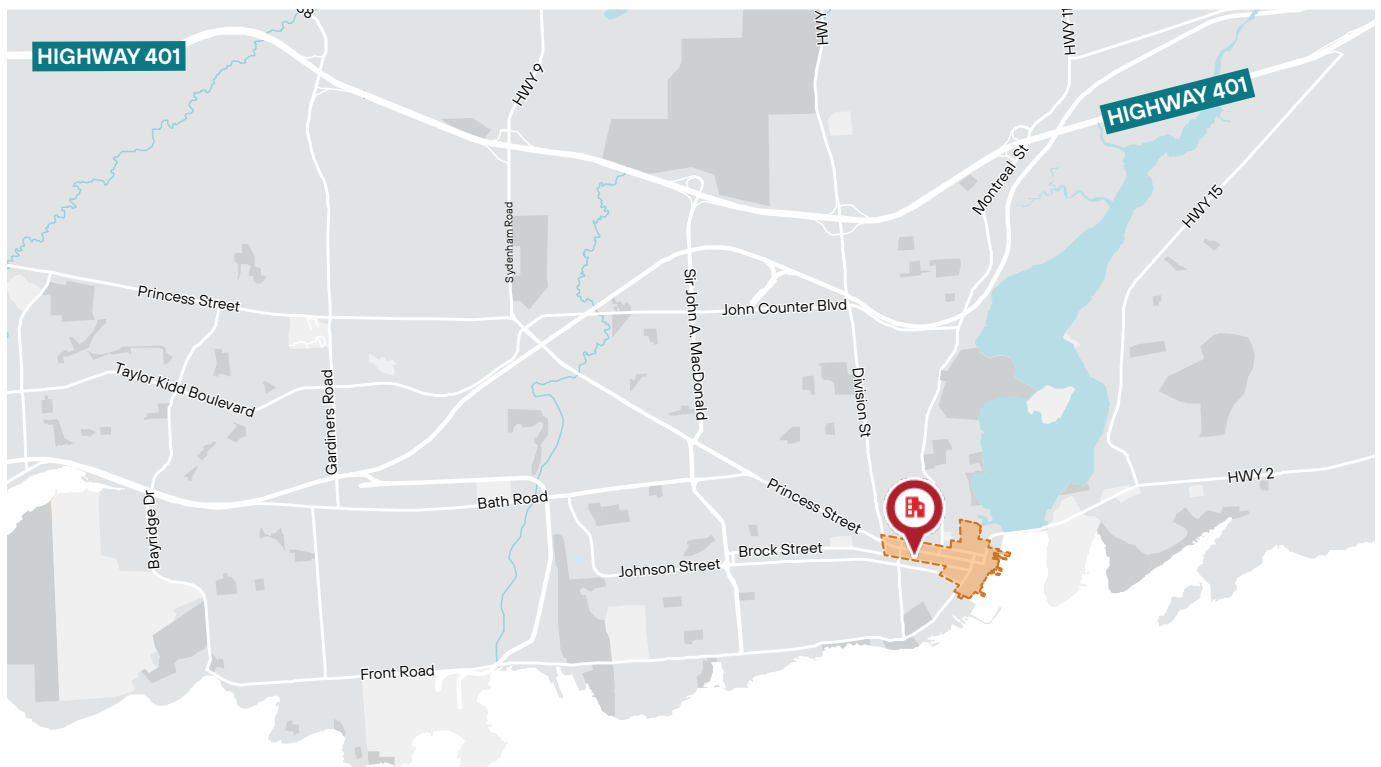 HIGHWAY 401
HWY 9
HWY
HIGHWAY 401
Montreal St
HWY 15
Sydenham Road
Princess Street
Sir John A. MacDonald
John Counter Blvd
Taylor Kidd Boulevard
Gardiners Road
Division St
Bayridge Dr
Bath Road
Princess Street
HWY 2
Brock Street
Johnson Street
Front Road